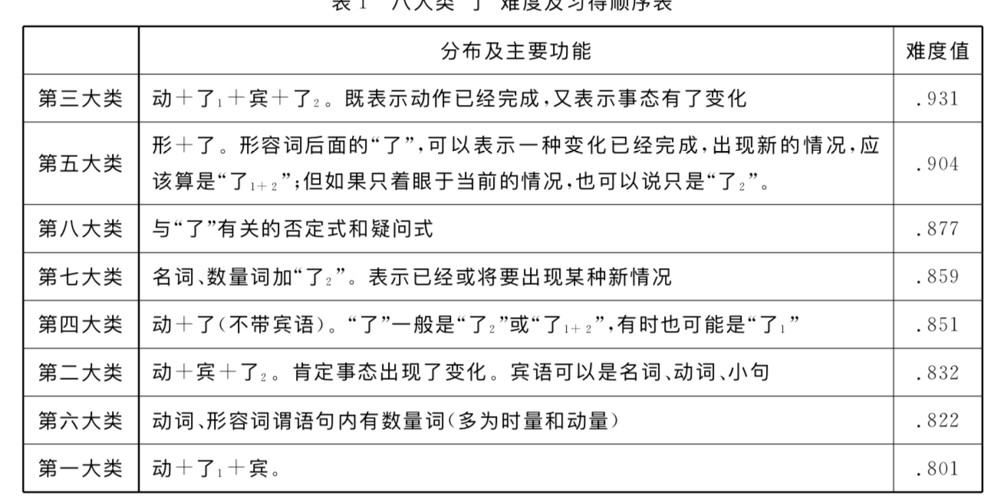 表 1 八大类“了”难度及习得顺序表
分布及主要功能 难度值
第三大类 动＋了₁＋宾＋了₂。既表示动作已经完成,又表示事态有了变化 .931
第五大类 形＋了。形容词后面的“了”,可以表示一种变化已经完成,出现新的情况,应
该算是“了₁₊₂”;但如果只着眼于当前的情况,也可以说只是“了₂”。 .904
第八大类 与“了”有关的否定式和疑问式 .877
第七大类 名词、数量词加“了₂”。表示已经或将要出现某种新情况 .859
第四大类 动＋了(不带宾语)。“了”一般是“了₂”或“了₁₊₂”,有时也可能是“了₁” .851
第二大类 动＋宾＋了₂。肯定事态出现了变化。宾语可以是名词、动词、小句 .832
第六大类 动词、形容词谓语句内有数量词(多为时量和动量) .822
第一大类 动＋了₁＋宾。 .801